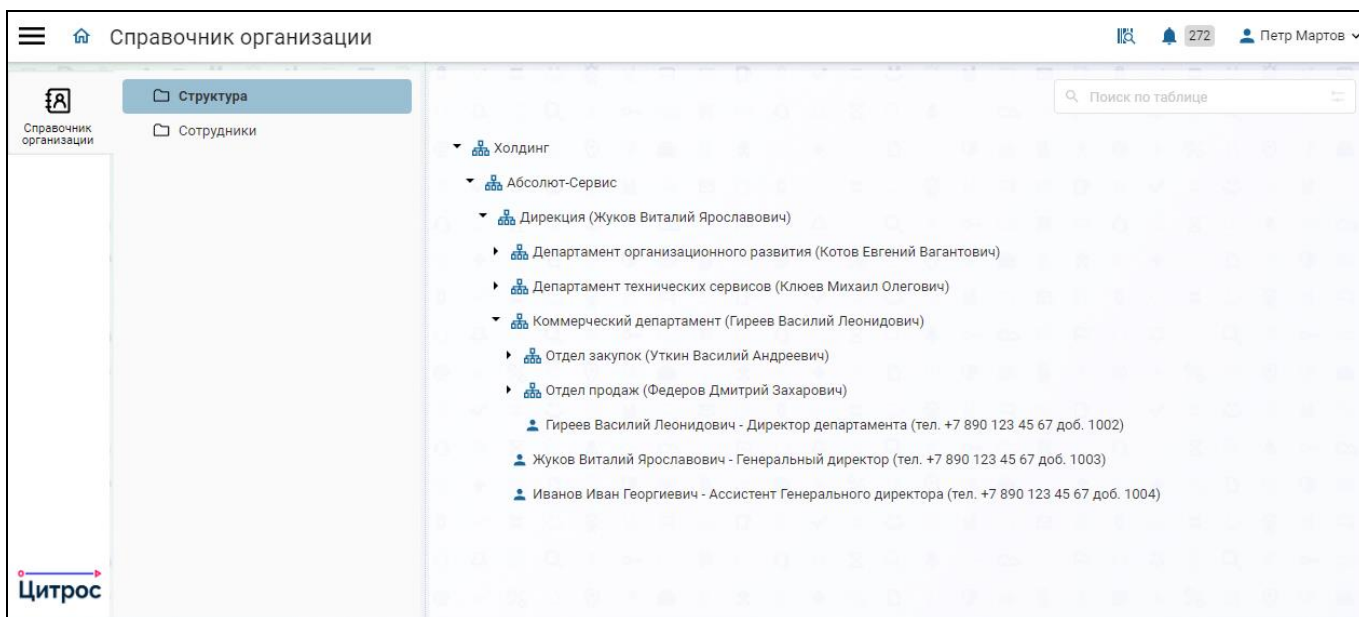 Справочник организации
272
Петр Мартов
Справочник
организации
Структура
Сотрудники
Поиск по таблице
Холдинг
Абсолют-Сервис
Дирекция (Жуков Виталий Ярославович)
Департамент организационного развития (Котов Евгений Вагантович)
Департамент технических сервисов (Клюев Михаил Олегович)
Коммерческий департамент (Гиреев Василий Леонидович)
Отдел закупок (Уткин Василий Андреевич)
Отдел продаж (Федеров Дмитрий Захарович)
Гиреев Василий Леонидович - Директор департамента (тел. +7 890 123 45 67 доб. 1002)
Жуков Виталий Ярославович - Генеральный директор (тел. +7 890 123 45 67 доб. 1003)
Иванов Иван Георгиевич - Ассистент Генерального директора (тел. +7 890 123 45 67 доб. 1004)
Цитрос